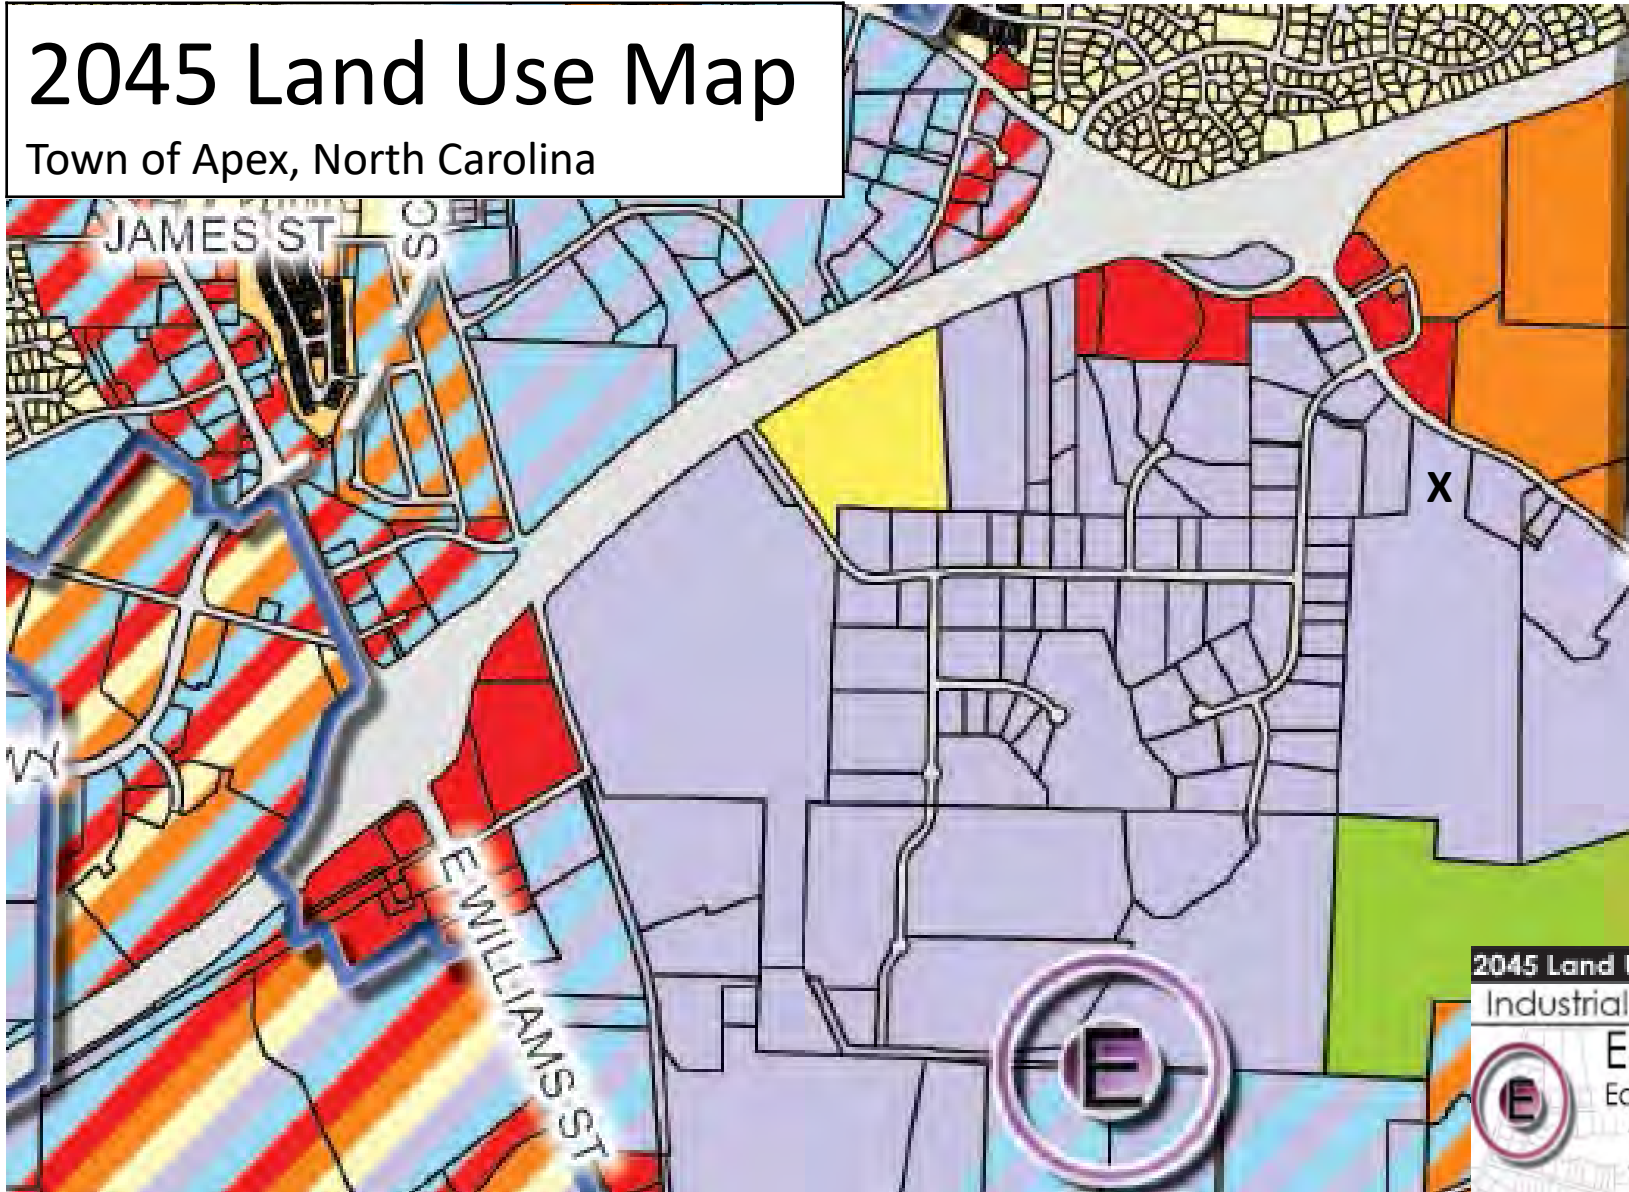 2045 Land Use Map
Town of Apex, North Carolina
JAMES ST
X
E WILLIAMS ST
E
2045 Land
Industrial
E
E